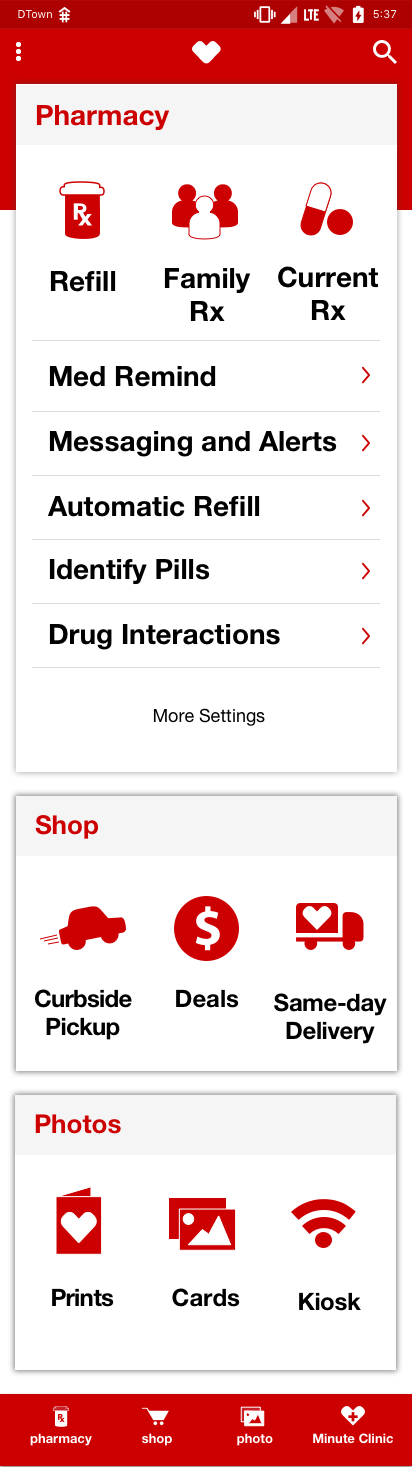 DTown LTE 5:37
Pharmacy
Rx
Refill
Family
Rx
Current
Rx
Med Remind
Messaging and Alerts
Automatic Refill
Identify Pills
Drug Interactions
More Settings
Shop
$
Curbside
Pickup
Deals
Same-day
Delivery
Photos
Prints
Cards
Kiosk
Rx
pharmacy
shop
photo
Minute Clinic